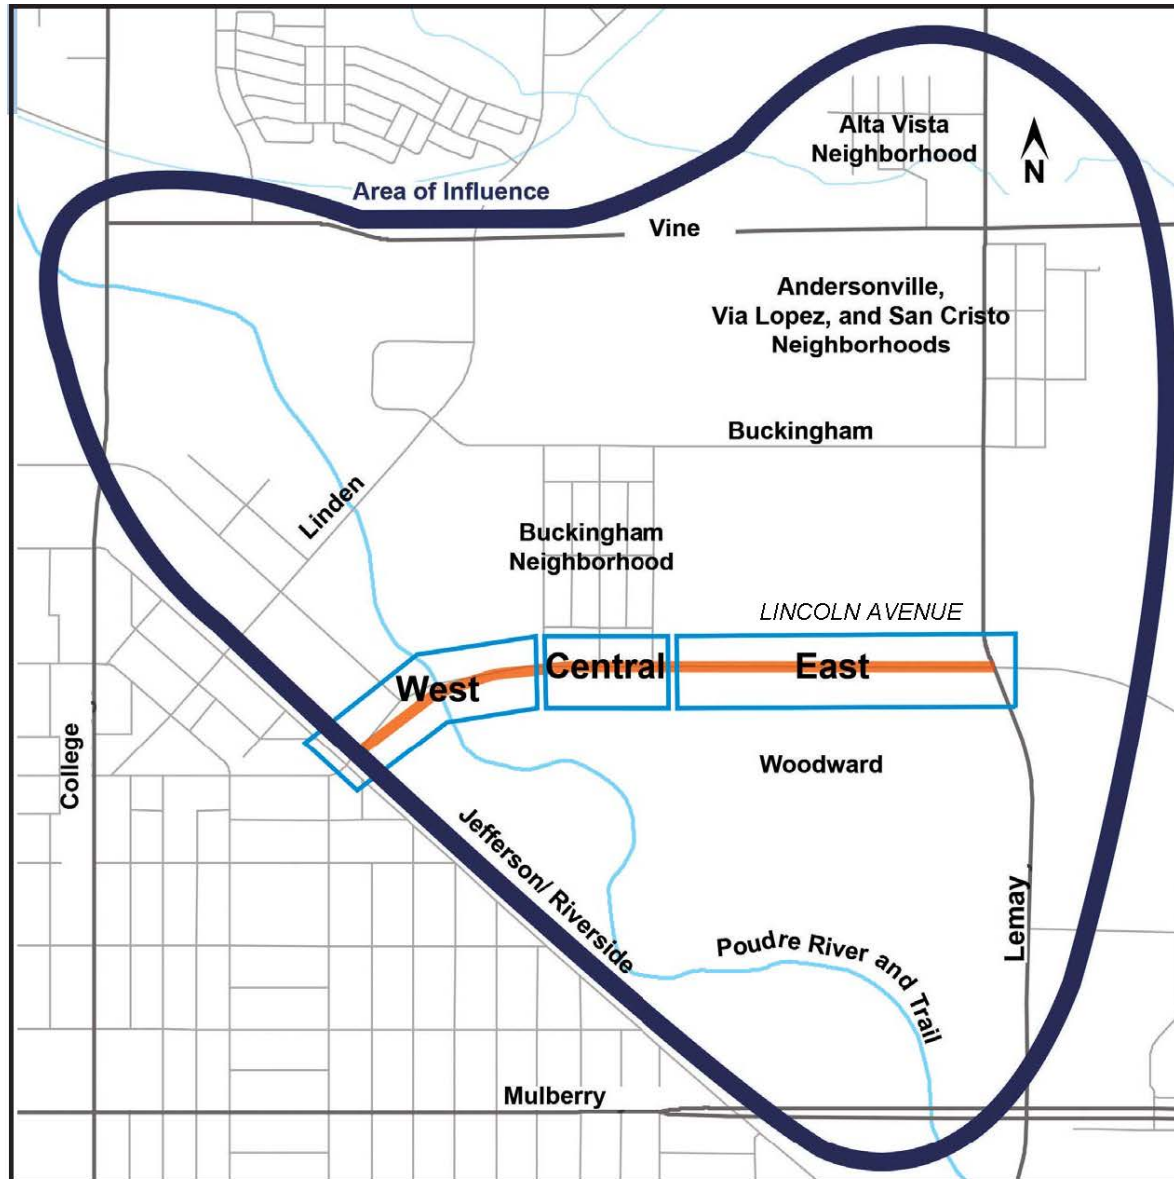 Alta Vista
Neighborhood
N
Area of Influence
Vine
Andersonville,
Via Lopez, and San Cristo
Neighborhoods
Buckingham
Linden
Buckingham
Neighborhood
LINCOLN AVENUE
West
Central
East
College
Woodward
Jefferson/ Riverside
Lemay
Poudre River and Trail
Mulberry